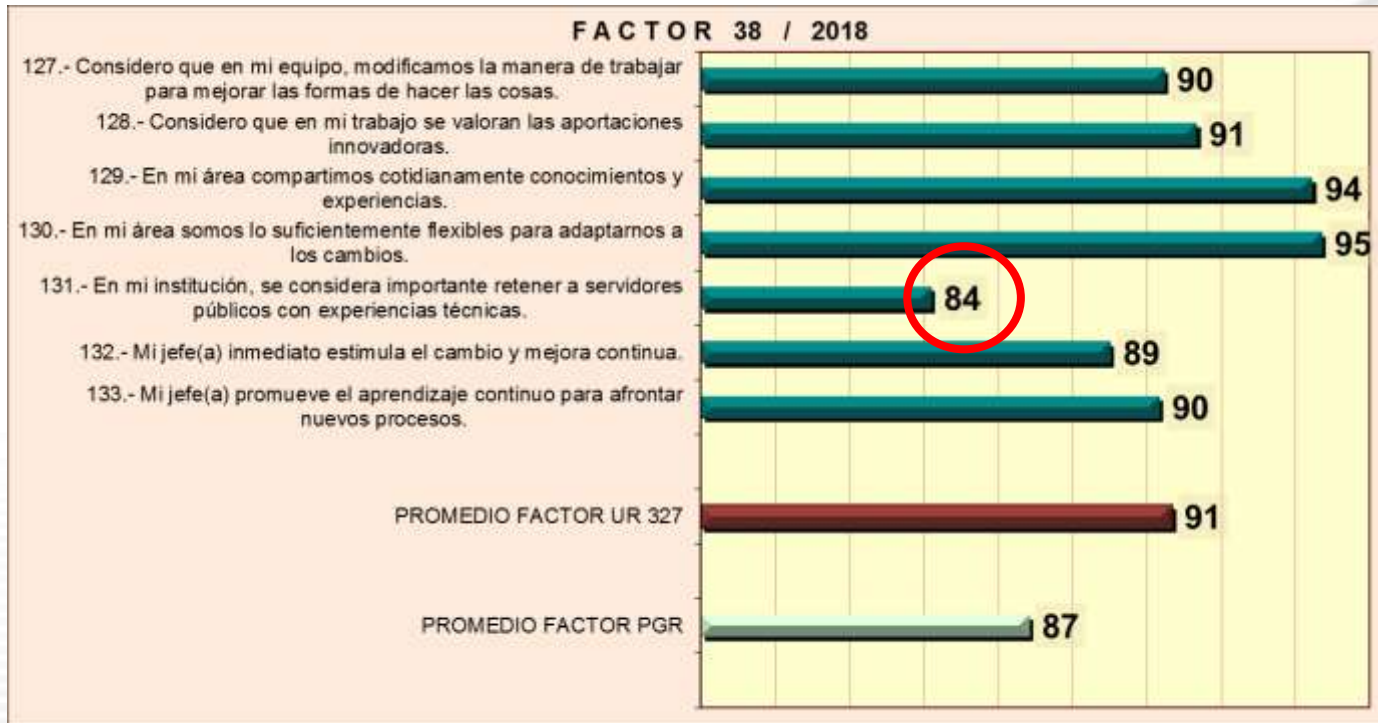 FACTOR 38 / 2018
127.- Considero que en mi equipo, modificamos la manera de trabajar
para mejorar las formas de hacer las cosas.
90
128.- Considero que en mi trabajo se valoran las aportaciones
innovadoras.
91
129.- En mi área compartimos cotidianamente conocimientos y
experiencias.
94
130.- En mi área somos lo suficientemente flexibles para adaptarnos a
los cambios.
95
131.- En mi institución, se considera importante retener a servidores
públicos con experiencias técnicas.
84
132.- Mi jefe(a) inmediato estimula el cambio y mejora continua.
89
133.- Mi jefe(a) promueve el aprendizaje continuo para afrontar
nuevos procesos.
90
PROMEDIO FACTOR UR 327
91
PROMEDIO FACTOR PGR
87